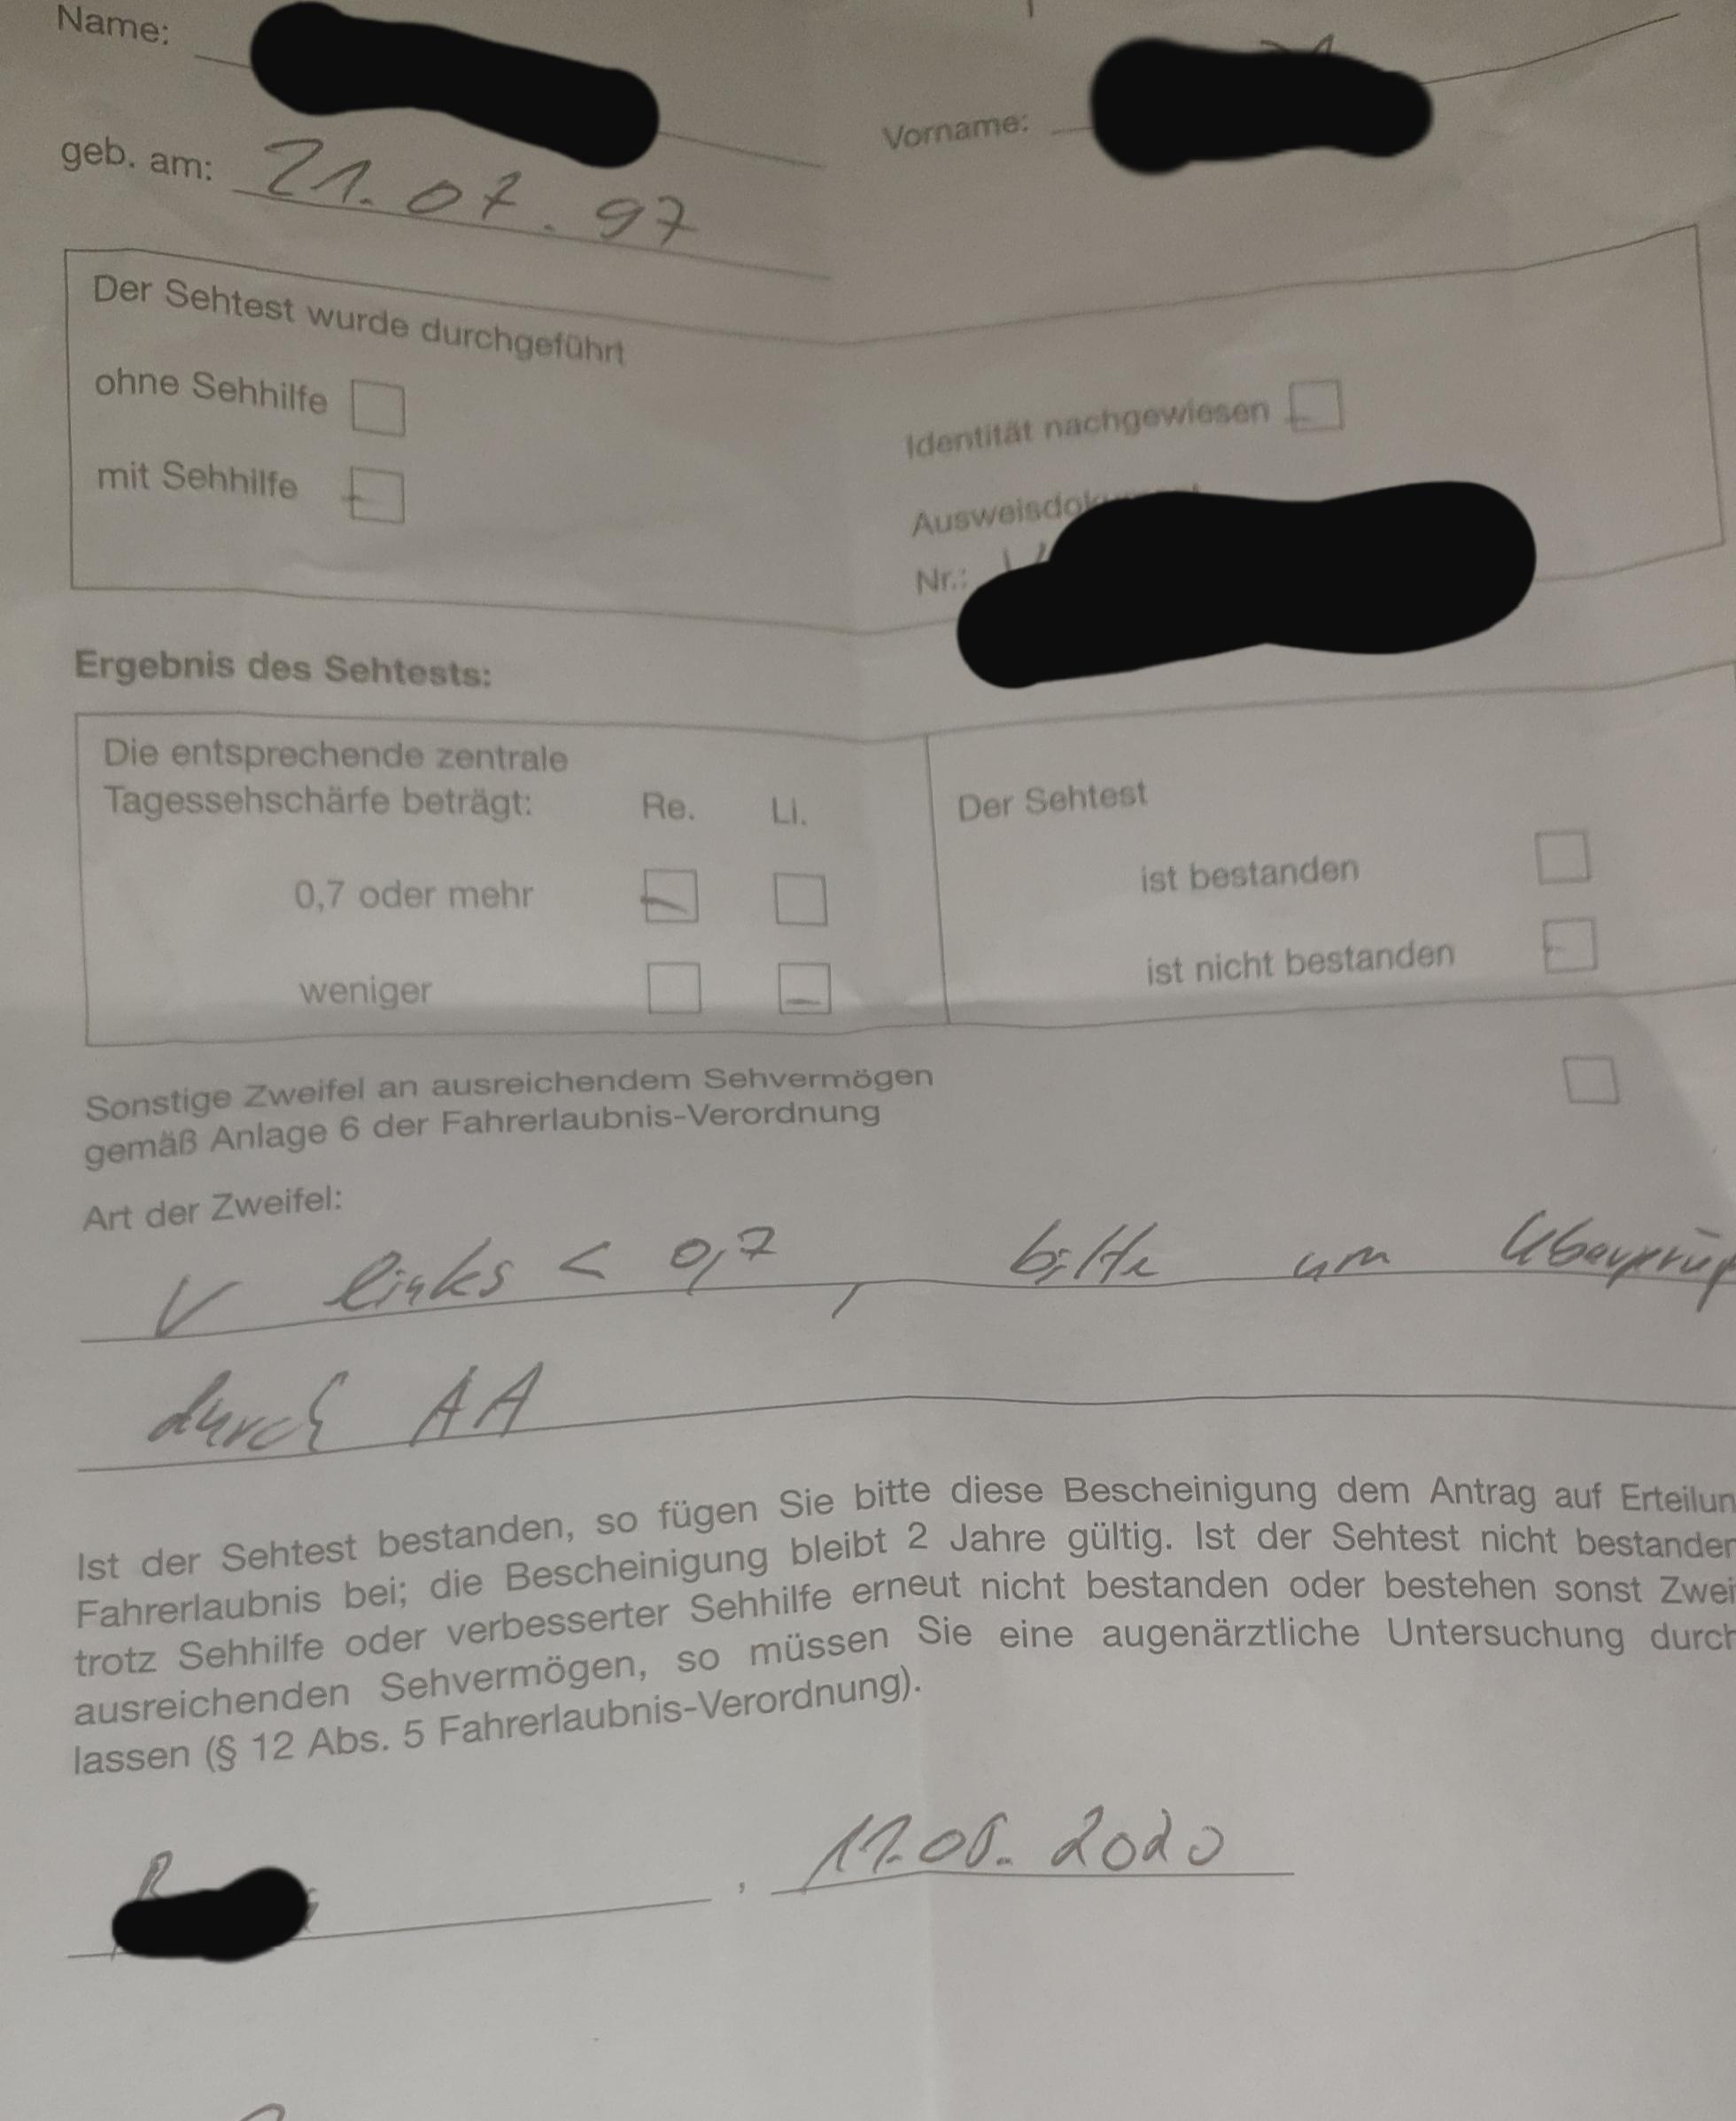 Name:
Vorname:
geb. am: 21.07.97
Der Sehtest wurde durchgeführt
ohne Sehhilfe
mit Sehhilfe
Identität nachgewiesen
Nr.:
Ergebnis des Sehtests:
Die entsprechende zentrale
Tagessehschärfe beträgt: Re. Li.
0,7 oder mehr
weniger
Der Sehtest
ist bestanden
ist nicht bestanden
Sonstige Zweifel an ausreichendem Sehvermögen
gemäß Anlage 6 der Fahrerlaubnis-Verordnung
Art der Zweifel:
V links < 0,7, bitte um
durch AA
Ist der Sehtest bestanden, so fügen Sie bitte diese Bescheinigung dem Antrag auf Erteilun
Fahrerlaubnis bei; die Bescheinigung bleibt 2 Jahre gültig. Ist der Sehtest nicht bestanden
trotz Sehhilfe oder verbesserter Sehhilfe erneut nicht bestanden oder bestehen sonst Zwei
ausreichenden Sehvermögen, so müssen Sie eine augenärztliche Untersuchung durch
lassen (§ 12 Abs. 5 Fahrerlaubnis-Verordnung).
, 2020